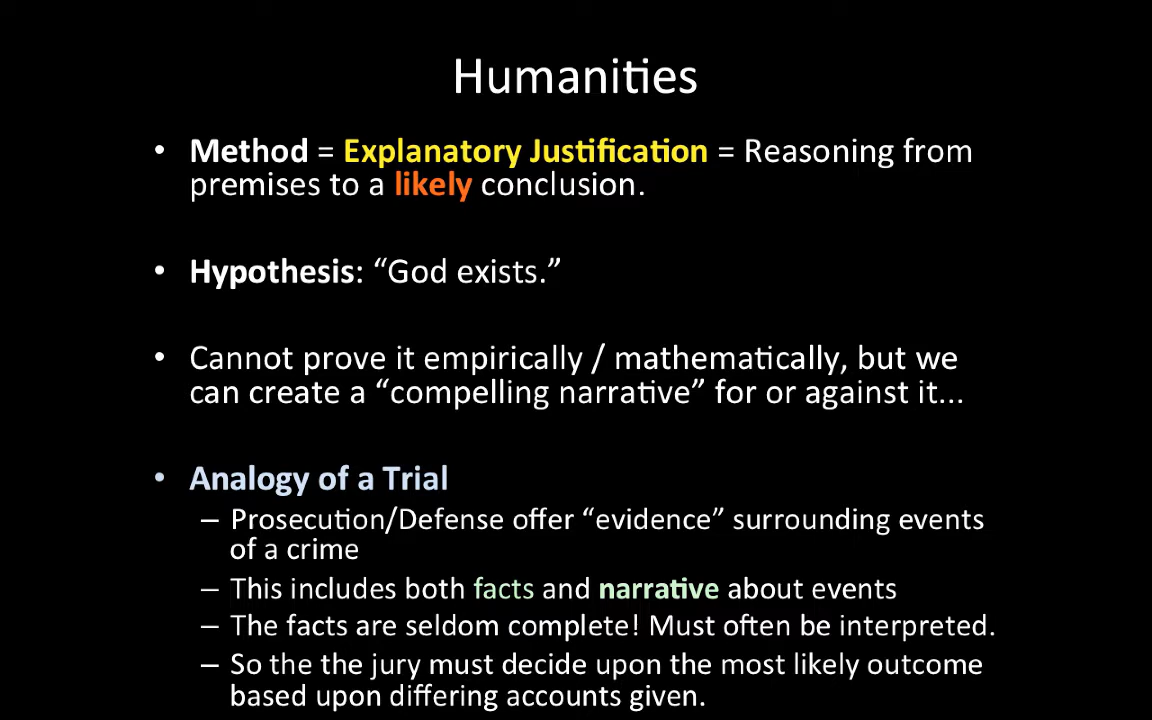 Humanities
• Method = Explanatory Justification = Reasoning from
premises to a likely conclusion.
• Hypothesis: “God exists.”
• Cannot prove it empirically / mathematically, but we
can create a “compelling narrative” for or against it...
• Analogy of a Trial
– Prosecution/Defense offer “evidence” surrounding events
of a crime
– This includes both facts and narrative about events
– The facts are seldom complete! Must often be interpreted.
– So the the jury must decide upon the most likely outcome
based upon differing accounts given.